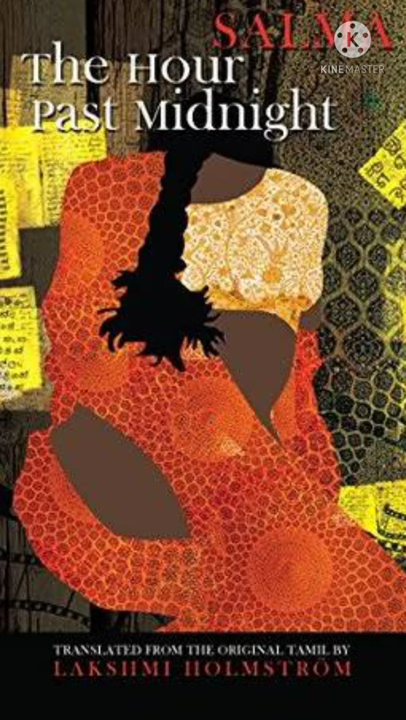 SALMA
K
KINEMASTER
The Hour
Past Midnight
TRANSLATED FROM THE ORIGINAL TAMIL BY
LAKSHMI HOLMSTRÖM